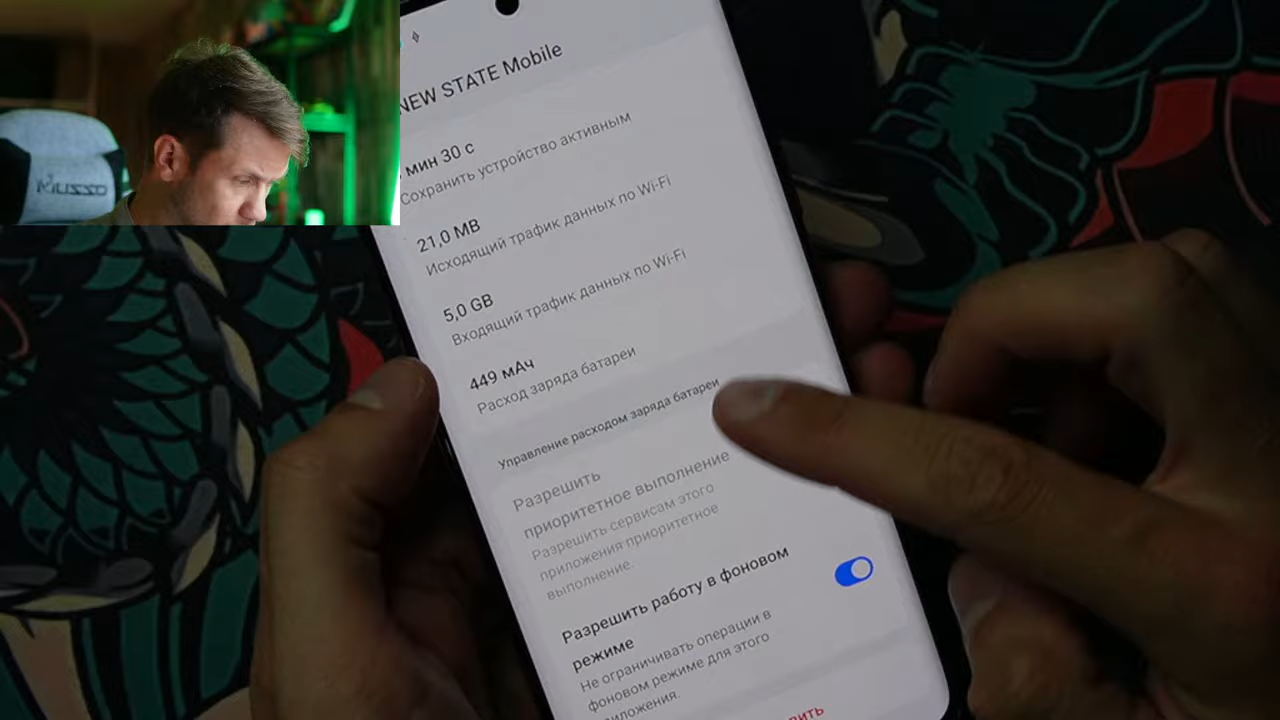 NEW STATE Mobile
мин 30 с
Сохранить устройство активным
21,0 MB
Исходящий трафик данных по Wi-Fi
5,0 GB
Входящий трафик данных по Wi-Fi
449 мАч
Расход заряда батареи
Управление расходом заряда батареи
Разрешить
приоритетное выполнение
Разрешить сервисам этого
приложения приоритетное
выполнение.
Разрешить работу в фоновом
режиме
Не ограничивать операции в
фоновом режиме для этого